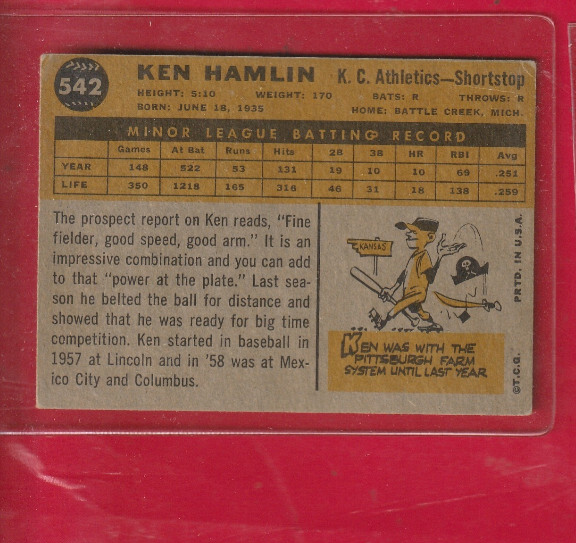 542
KEN HAMLIN K. C. Athletics—Shortstop
HEIGHT: 5:10 WEIGHT: 170 BATS: R THROWS: R
BORN: JUNE 18, 1935 HOME: BATTLE CREEK, MICH.
MINOR LEAGUE BATTING RECORD
Games At Bat Runs Hits 2B 3B HR RBI Avg
YEAR 148 522 53 131 19 10 10 69 .251
LIFE 350 1218 165 316 46 31 18 138 .259
The prospect report on Ken reads, "Fine
fielder, good speed, good arm." It is an
impressive combination and you can add
to that "power at the plate." Last sea-
son he belted the ball for distance and
showed that he was ready for big time
competition. Ken started in baseball in
1957 at Lincoln and in '58 was at Mex-
ico City and Columbus.
KANSAS
KEN WAS WITH THE
PITTSBURGH FARM
SYSTEM UNTIL LAST YEAR
©T.C.G. PRTD. IN U.S.A.